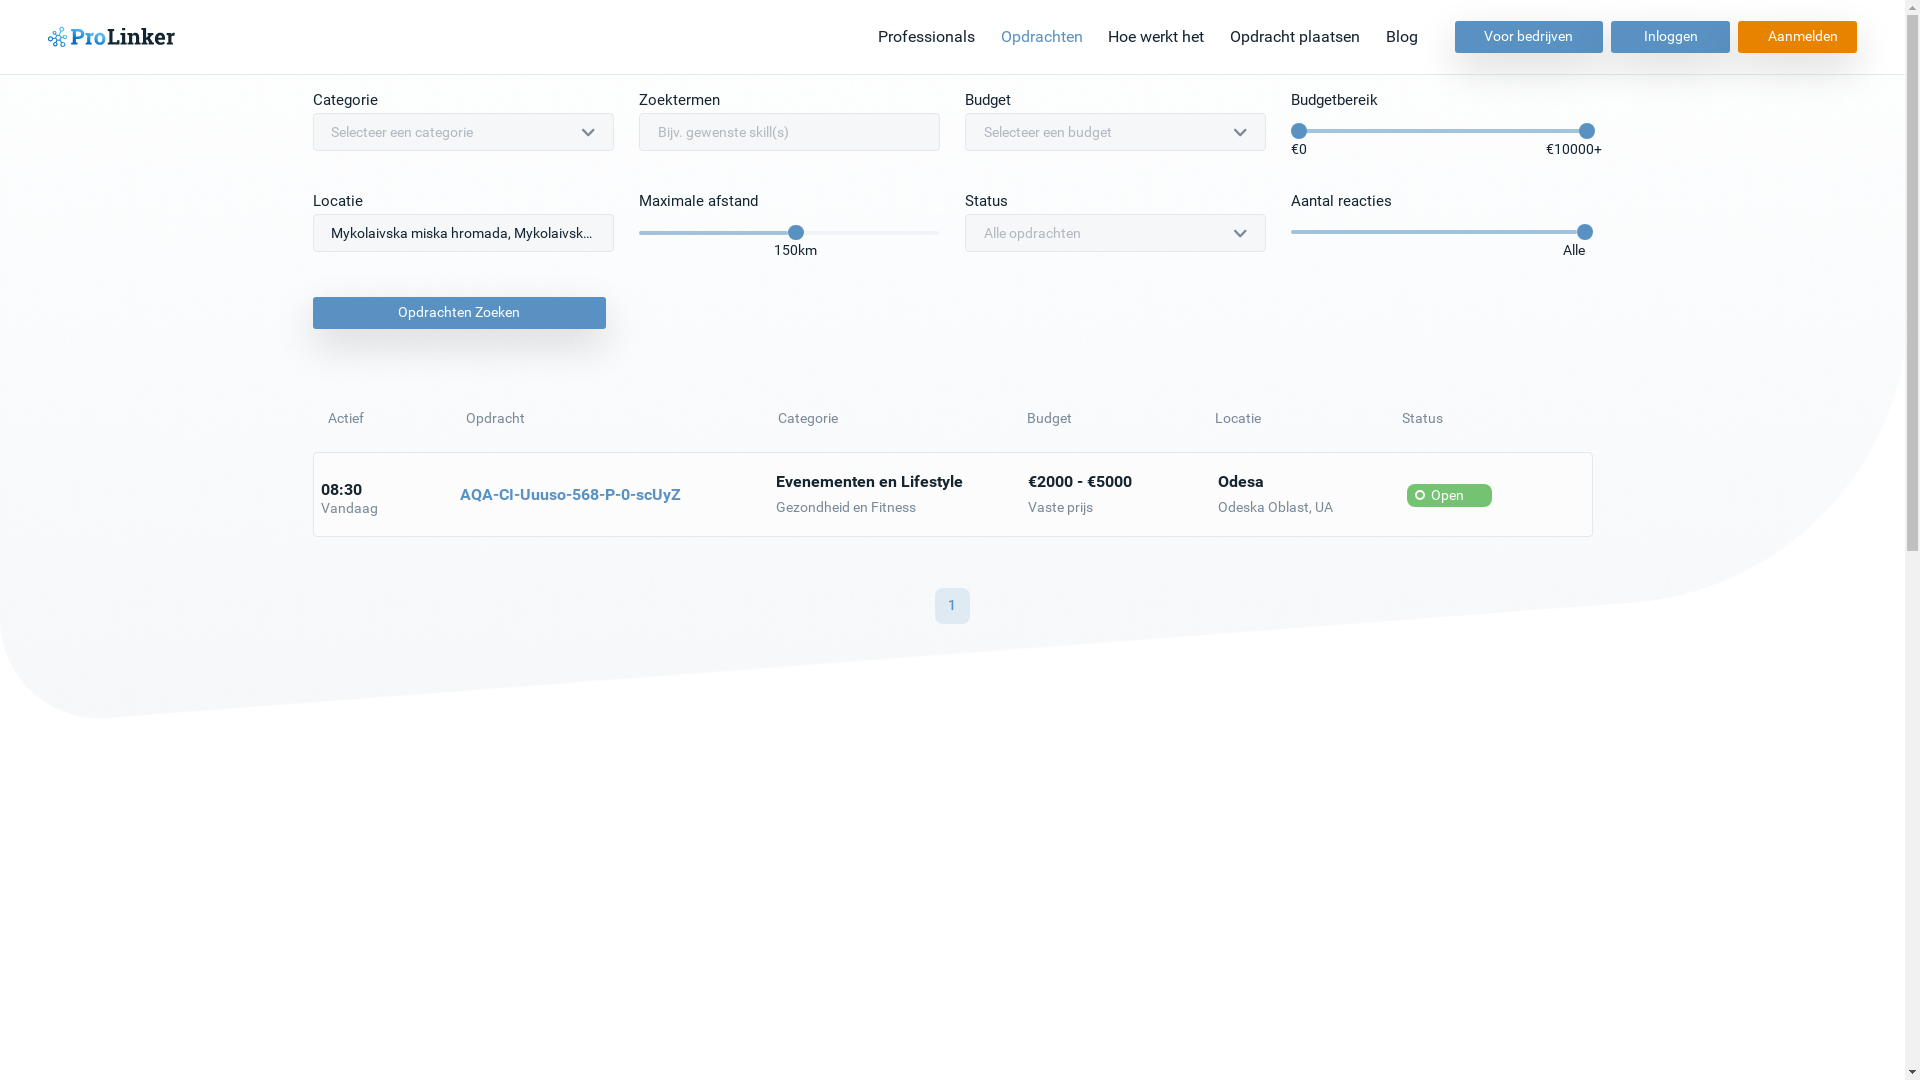 ProLinker
Professionals Opdrachten Hoe werkt het Opdracht plaatsen Blog Voor bedrijven Inloggen Aanmelden
Categorie Zoektermen Budget Budgetbereik
Selecteer een categorie Bijv. gewenste skill(s) Selecteer een budget
€0 €10000+
Locatie Maximale afstand Status Aantal reacties
Mykolaivska miska hromada, Mykolaivsk... Alle opdrachten
150km Alle
Opdrachten Zoeken
Actief Opdracht Categorie Budget Locatie Status
08:30 AQA-CI-Uuuso-568-P-0-scUyZ Evenementen en Lifestyle €2000 - €5000 Odesa Open
Vandaag Gezondheid en Fitness Vaste prijs Odeska Oblast, UA
1